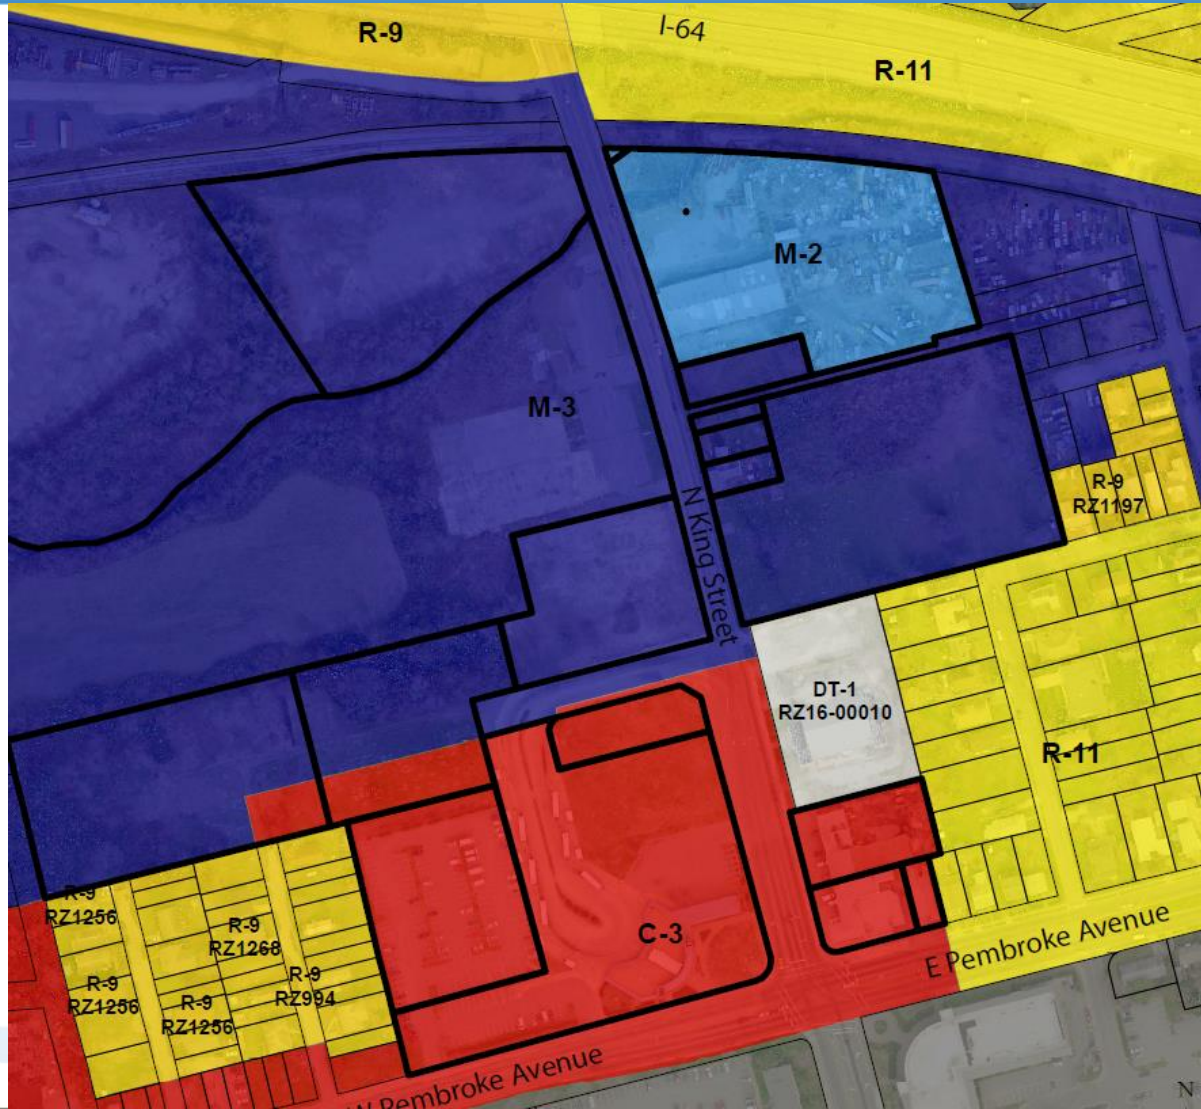 R-9
I-64
R-11
M-2
M-3
R-9
RZ1197
N King Street
DT-1
RZ16-00010
R-11
R-9
RZ1256
R-9
RZ1268
C-3
E Pembroke Avenue
R-9
RZ1256
R-9
RZ1256
R-9
RZ994
W Pembroke Avenue
N